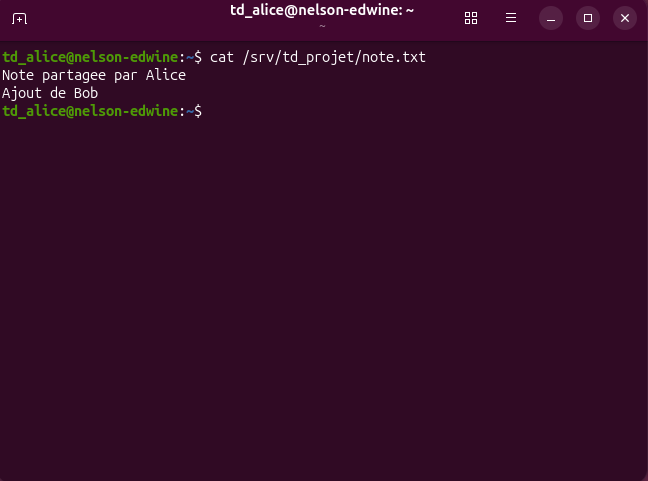 td_alice@nelson-edwine: ~
~
td_alice@nelson-edwine:~$ cat /srv/td_projet/note.txt
Note partagee par Alice
Ajout de Bob
td_alice@nelson-edwine:~$